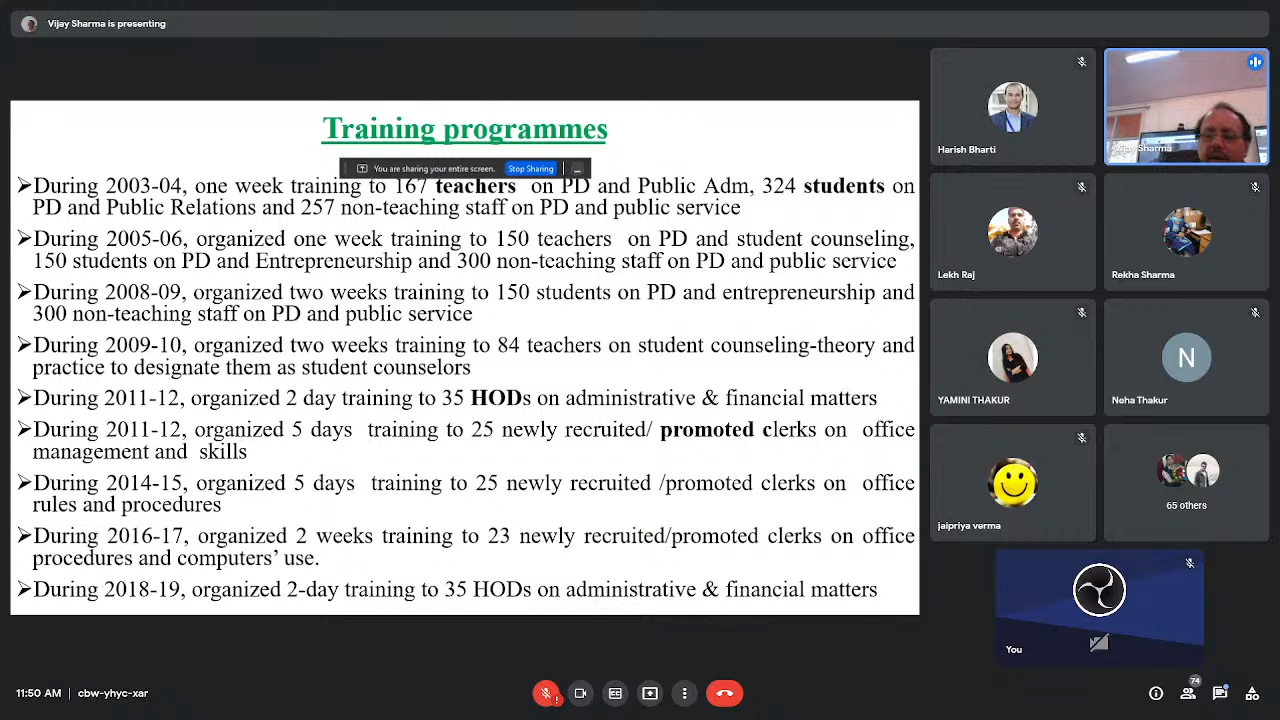 Vijay Sharma is presenting
Training programmes
You are sharing your entire screen. Stop Sharing
➢During 2003-04, one week training to 167 teachers on PD and Public Adm, 324 students on
PD and Public Relations and 257 non-teaching staff on PD and public service
➢During 2005-06, organized one week training to 150 teachers on PD and student counseling,
150 students on PD and Entrepreneurship and 300 non-teaching staff on PD and public service
➢During 2008-09, organized two weeks training to 150 students on PD and entrepreneurship and
300 non-teaching staff on PD and public service
➢During 2009-10, organized two weeks training to 84 teachers on student counseling-theory and
practice to designate them as student counselors
➢During 2011-12, organized 2 day training to 35 HODs on administrative & financial matters
➢During 2011-12, organized 5 days training to 25 newly recruited/ promoted clerks on office
management and skills
➢During 2014-15, organized 5 days training to 25 newly recruited /promoted clerks on office
rules and procedures
➢During 2016-17, organized 2 weeks training to 23 newly recruited/promoted clerks on office
procedures and computers’ use.
➢During 2018-19, organized 2-day training to 35 HODs on administrative & financial matters
Harish Bharti
Vijay Sharma
Lekh Raj
Rekha Sharma
YAMINI THAKUR
N
Neha Thakur
jaipriya verma
65 others
You
11:50 AM | cbw-yhyc-xar
74